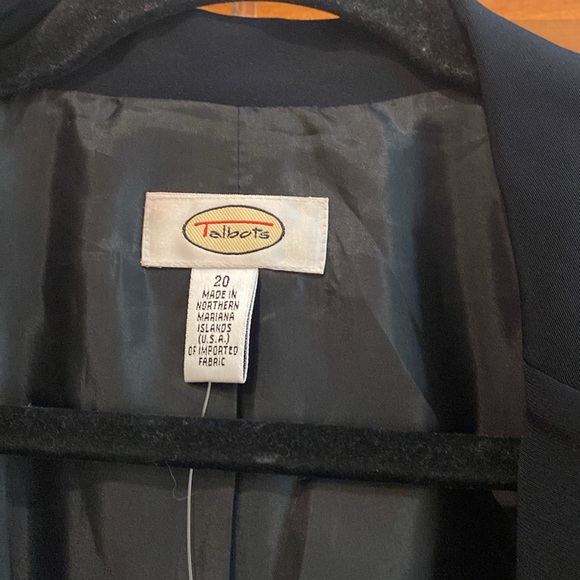 Talbots
20
MADE IN
NORTHERN
MARIANA
ISLANDS
(U.S.A.)
OF IMPORTED
FABRIC